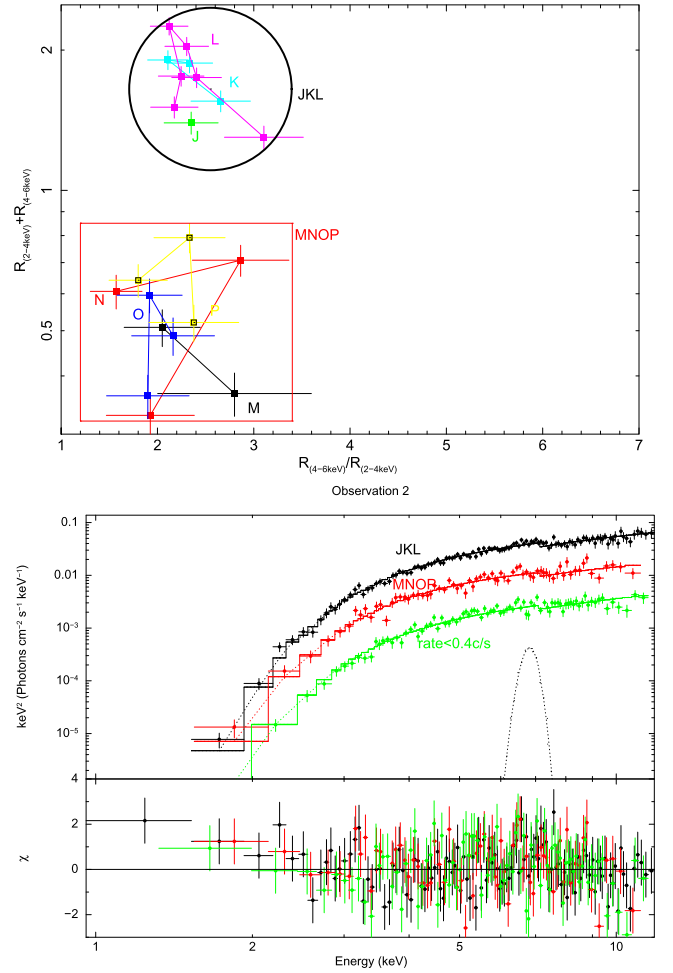 2
L
K
JKL
J
1
R(2−4keV)+R(4−6keV)
MNOP
N
O
P
0.5
M
1 2 3 4 5 6 7
R(4−6keV)/R(2−4keV)
Observation 2
0.1
JKL
0.01
MNOP
10−3
rate<0.4c/s
10−4
10−5
4
keV² (Photons cm⁻² s⁻¹ keV⁻¹)
2
0
−2
χ
1 2 5 10
Energy (keV)